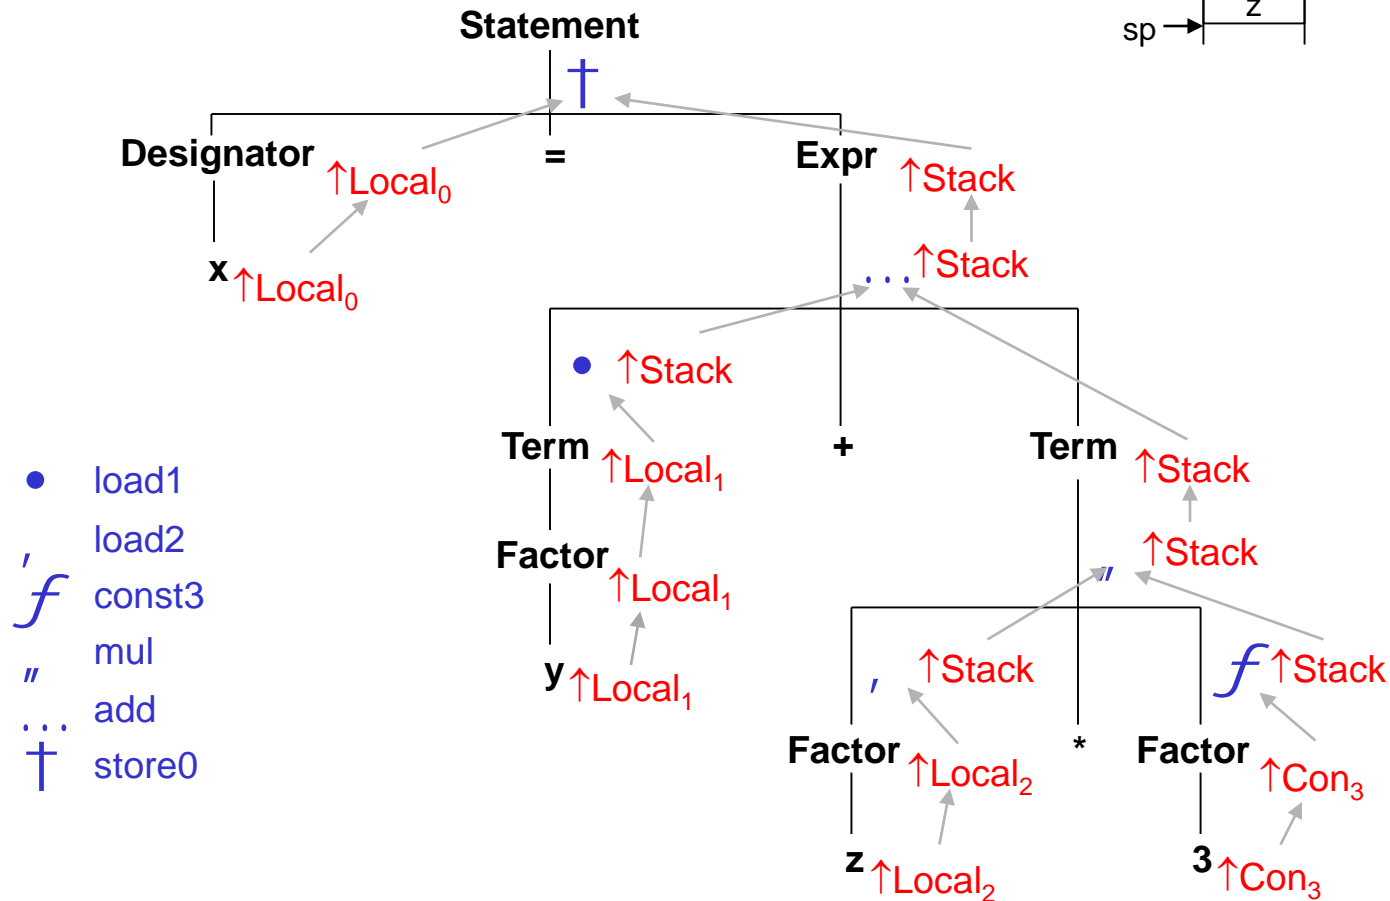 z
sp
Statement
†
Designator ↑Local0 = Expr ↑Stack
x ↑Local0 ... ↑Stack
• ↑Stack
Term ↑Local1 + Term ↑Stack
Factor ↑Local1 " ↑Stack
y ↑Local1 , ↑Stack ƒ ↑Stack
Factor ↑Local2 * Factor ↑Con3
z ↑Local2 3 ↑Con3
• load1
, load2
ƒ const3
" mul
... add
† store0